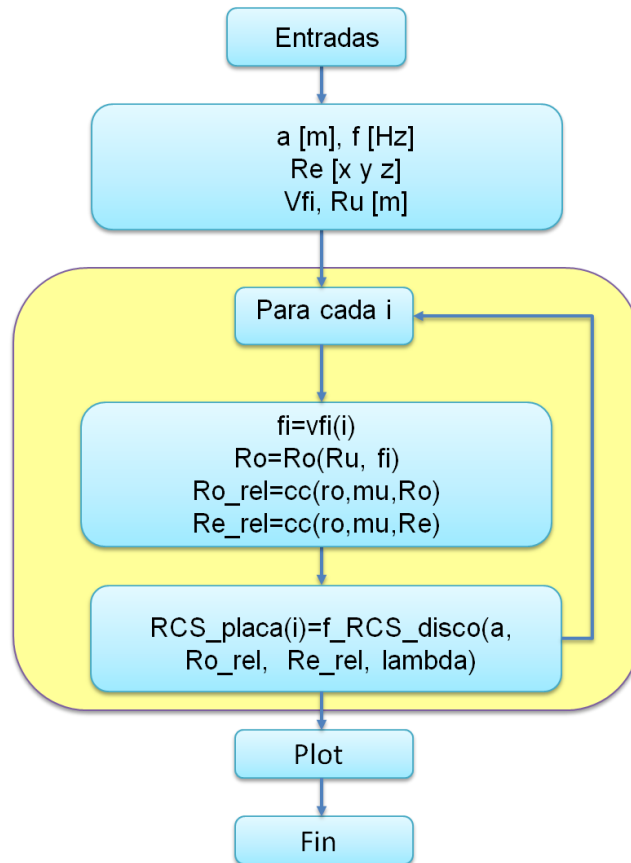 Entradas
a [m], f [Hz]
Re [x y z]
Vfi, Ru [m]
Para cada i
fi=vfi(i)
Ro=Ro(Ru, fi)
Ro_rel=cc(ro,mu,Ro)
Re_rel=cc(ro,mu,Re)
RCS_placa(i)=f_RCS_disco(a,
Ro_rel, Re_rel, lambda)
Plot
Fin